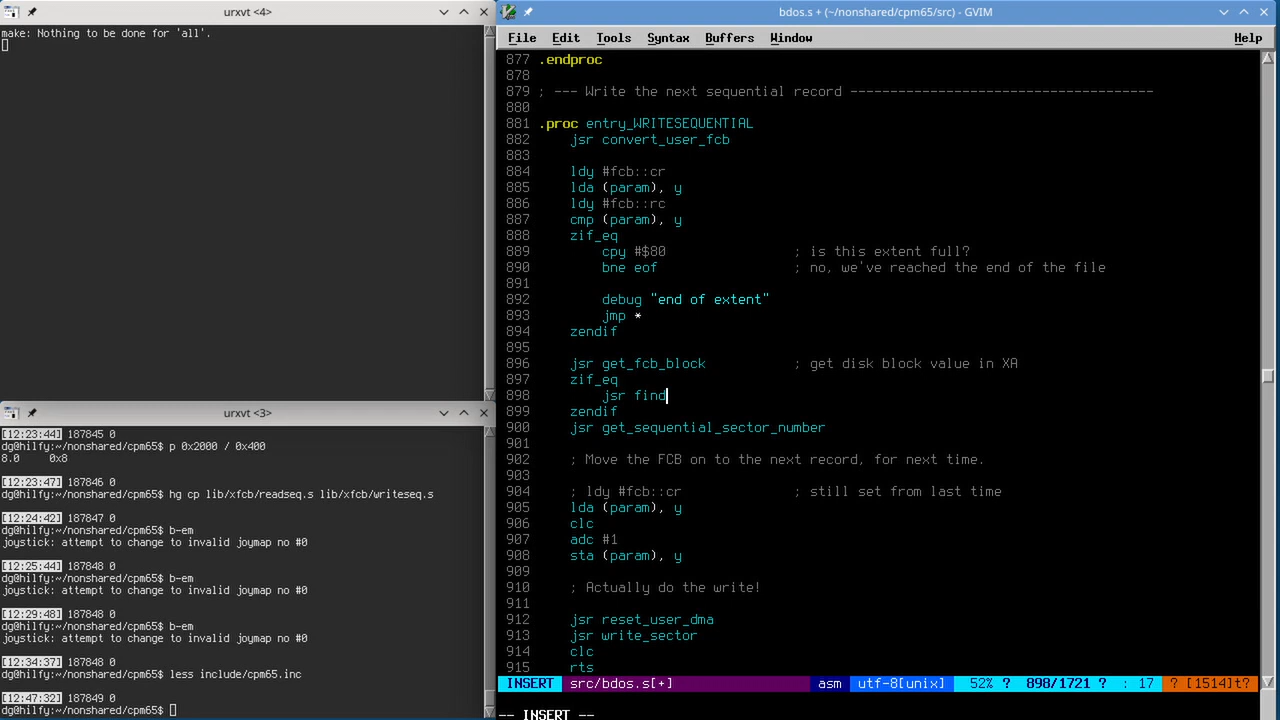 urxvt <4>
make: Nothing to be done for 'all'.
urxvt <3>
[12:23:44] 187845 0
dg@hilfy:~/nonshared/cpm65$ p 0x2000 / 0x400
8.0    0x8
[12:23:47] 187846 0
dg@hilfy:~/nonshared/cpm65$ hg cp lib/xfcb/readseq.s lib/xfcb/writeseq.s
[12:24:42] 187847 0
dg@hilfy:~/nonshared/cpm65$ b-em
joystick: attempt to change to invalid joymap no #0
[12:25:44] 187848 0
dg@hilfy:~/nonshared/cpm65$ b-em
joystick: attempt to change to invalid joymap no #0
[12:29:48] 187848 0
dg@hilfy:~/nonshared/cpm65$ b-em
joystick: attempt to change to invalid joymap no #0
[12:34:37] 187848 0
dg@hilfy:~/nonshared/cpm65$ less include/cpm65.inc
[12:47:32] 187849 0
dg@hilfy:~/nonshared/cpm65$
bdos.s + (~/nonshared/cpm65/src) - GVIM
File Edit Tools Syntax Buffers Window Help
877 .endproc
878
879 ; --- Write the next sequential record --------------------------------------
880
881 .proc entry_WRITESEQUENTIAL
882     jsr convert_user_fcb
883
884     ldy #fcb::cr
885     lda (param), y
886     ldy #fcb::rc
887     cmp (param), y
888     zif_eq
889         cpy #$80                ; is this extent full?
890         bne eof                 ; no, we've reached the end of the file
891
892         debug "end of extent"
893         jmp *
894     zendif
895
896     jsr get_fcb_block           ; get disk block value in XA
897     zif_eq
898         jsr find
899     zendif
900     jsr get_sequential_sector_number
901
902     ; Move the FCB on to the next record, for next time.
903
904     ; ldy #fcb::cr              ; still set from last time
905     lda (param), y
906     clc
907     adc #1
908     sta (param), y
909
910     ; Actually do the write!
911
912     jsr reset_user_dma
913     jsr write_sector
914     clc
915     rts
INSERT src/bdos.s[+] asm utf-8[unix] 52% ? 898/1721 ? : 17 ? [1514]t?
-- INSERT --